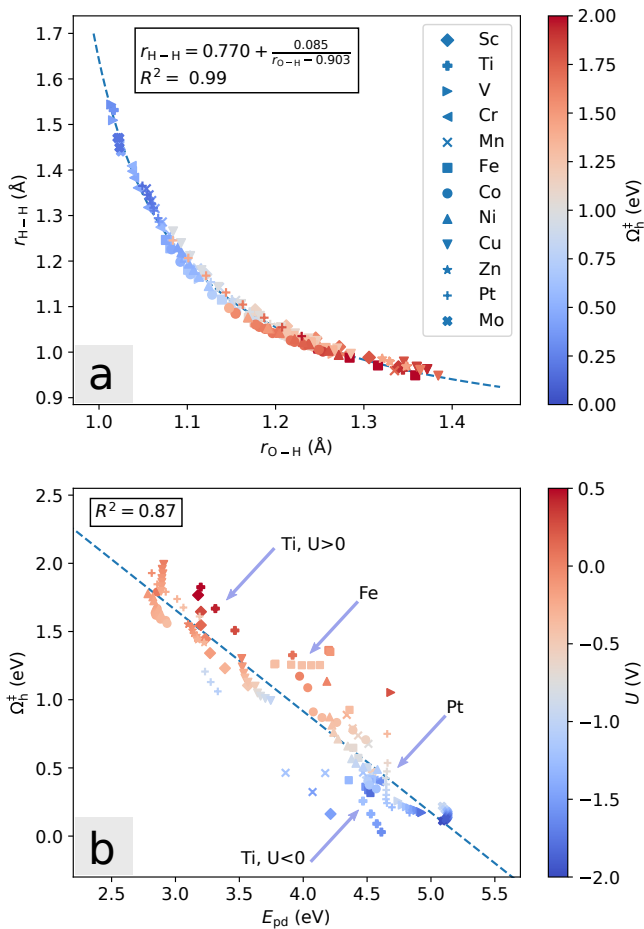 1.7
1.6
1.5
1.4
1.3
1.2
1.1
1.0
0.9
r_H−H (Å)
r_H−H = 0.770 + 0.085/(r_O−H−0.903)
R² = 0.99
Sc
Ti
V
Cr
Mn
Fe
Co
Ni
Cu
Zn
Pt
Mo
a
1.0 1.1 1.2 1.3 1.4
r_O−H (Å)
2.00
1.75
1.50
1.25
1.00
0.75
0.50
0.25
0.00
Ω_h^‡ (eV)
2.5
2.0
1.5
1.0
0.5
0.0
Ω_h^‡ (eV)
R² = 0.87
Ti, U>0
Fe
Pt
Ti, U<0
b
2.5 3.0 3.5 4.0 4.5 5.0 5.5
E_pd (eV)
0.5
0.0
−0.5
−1.0
−1.5
−2.0
U (V)